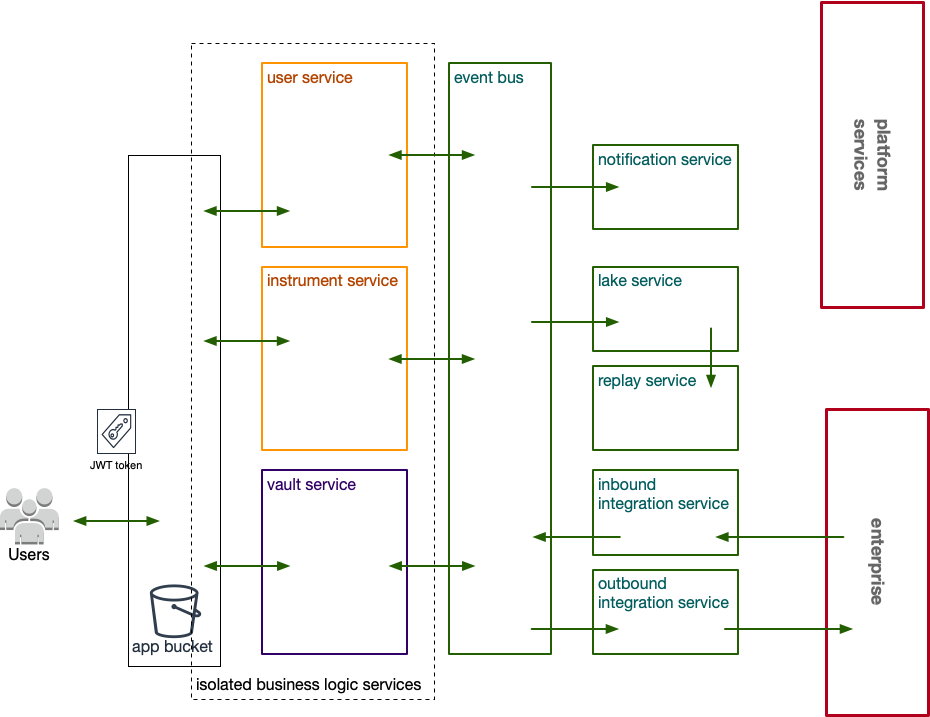 user service
event bus
platform
services
notification service
instrument service
lake service
replay service
JWT token
vault service
inbound
integration service
enterprise
Users
outbound
integration service
app bucket
isolated business logic services